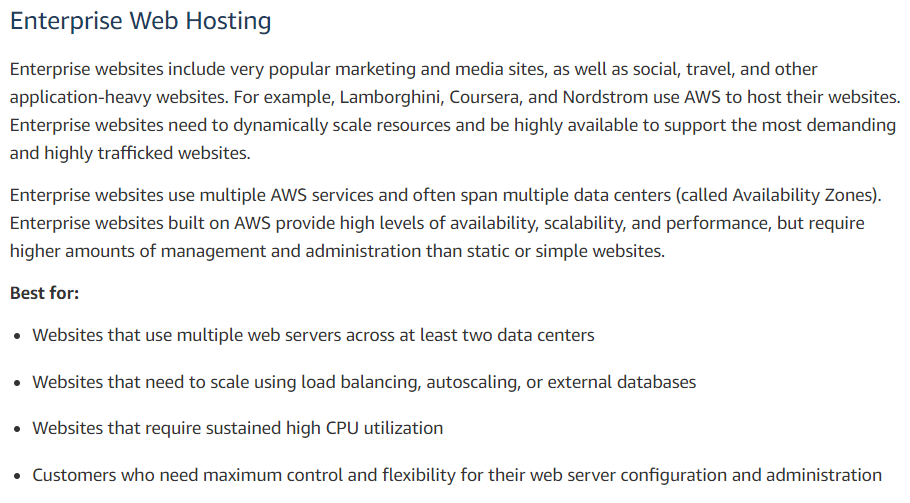 Enterprise Web Hosting
Enterprise websites include very popular marketing and media sites, as well as social, travel, and other
application-heavy websites. For example, Lamborghini, Coursera, and Nordstrom use AWS to host their websites.
Enterprise websites need to dynamically scale resources and be highly available to support the most demanding
and highly trafficked websites.
Enterprise websites use multiple AWS services and often span multiple data centers (called Availability Zones).
Enterprise websites built on AWS provide high levels of availability, scalability, and performance, but require
higher amounts of management and administration than static or simple websites.
Best for:
• Websites that use multiple web servers across at least two data centers
• Websites that need to scale using load balancing, autoscaling, or external databases
• Websites that require sustained high CPU utilization
• Customers who need maximum control and flexibility for their web server configuration and administration